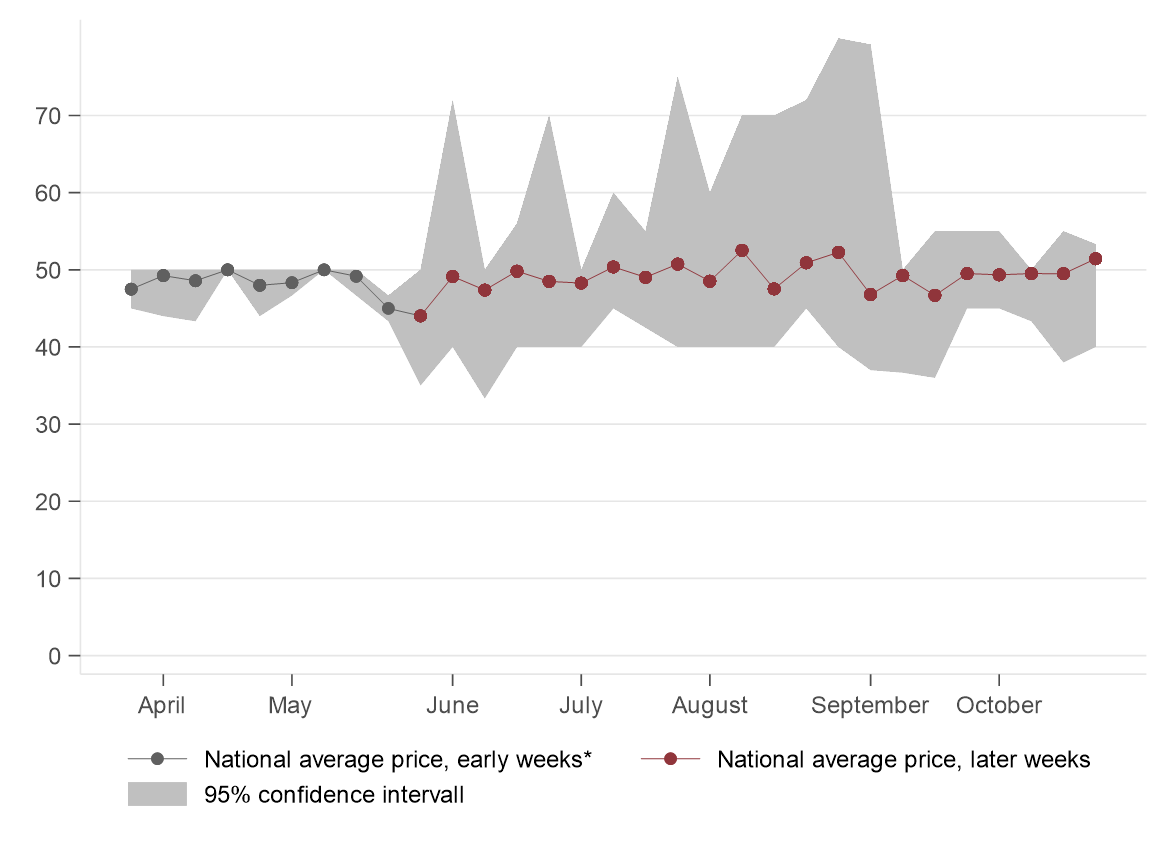 70
60
50
40
30
20
10
0
April May June July August September October
National average price, early weeks* National average price, later weeks
95% confidence intervall